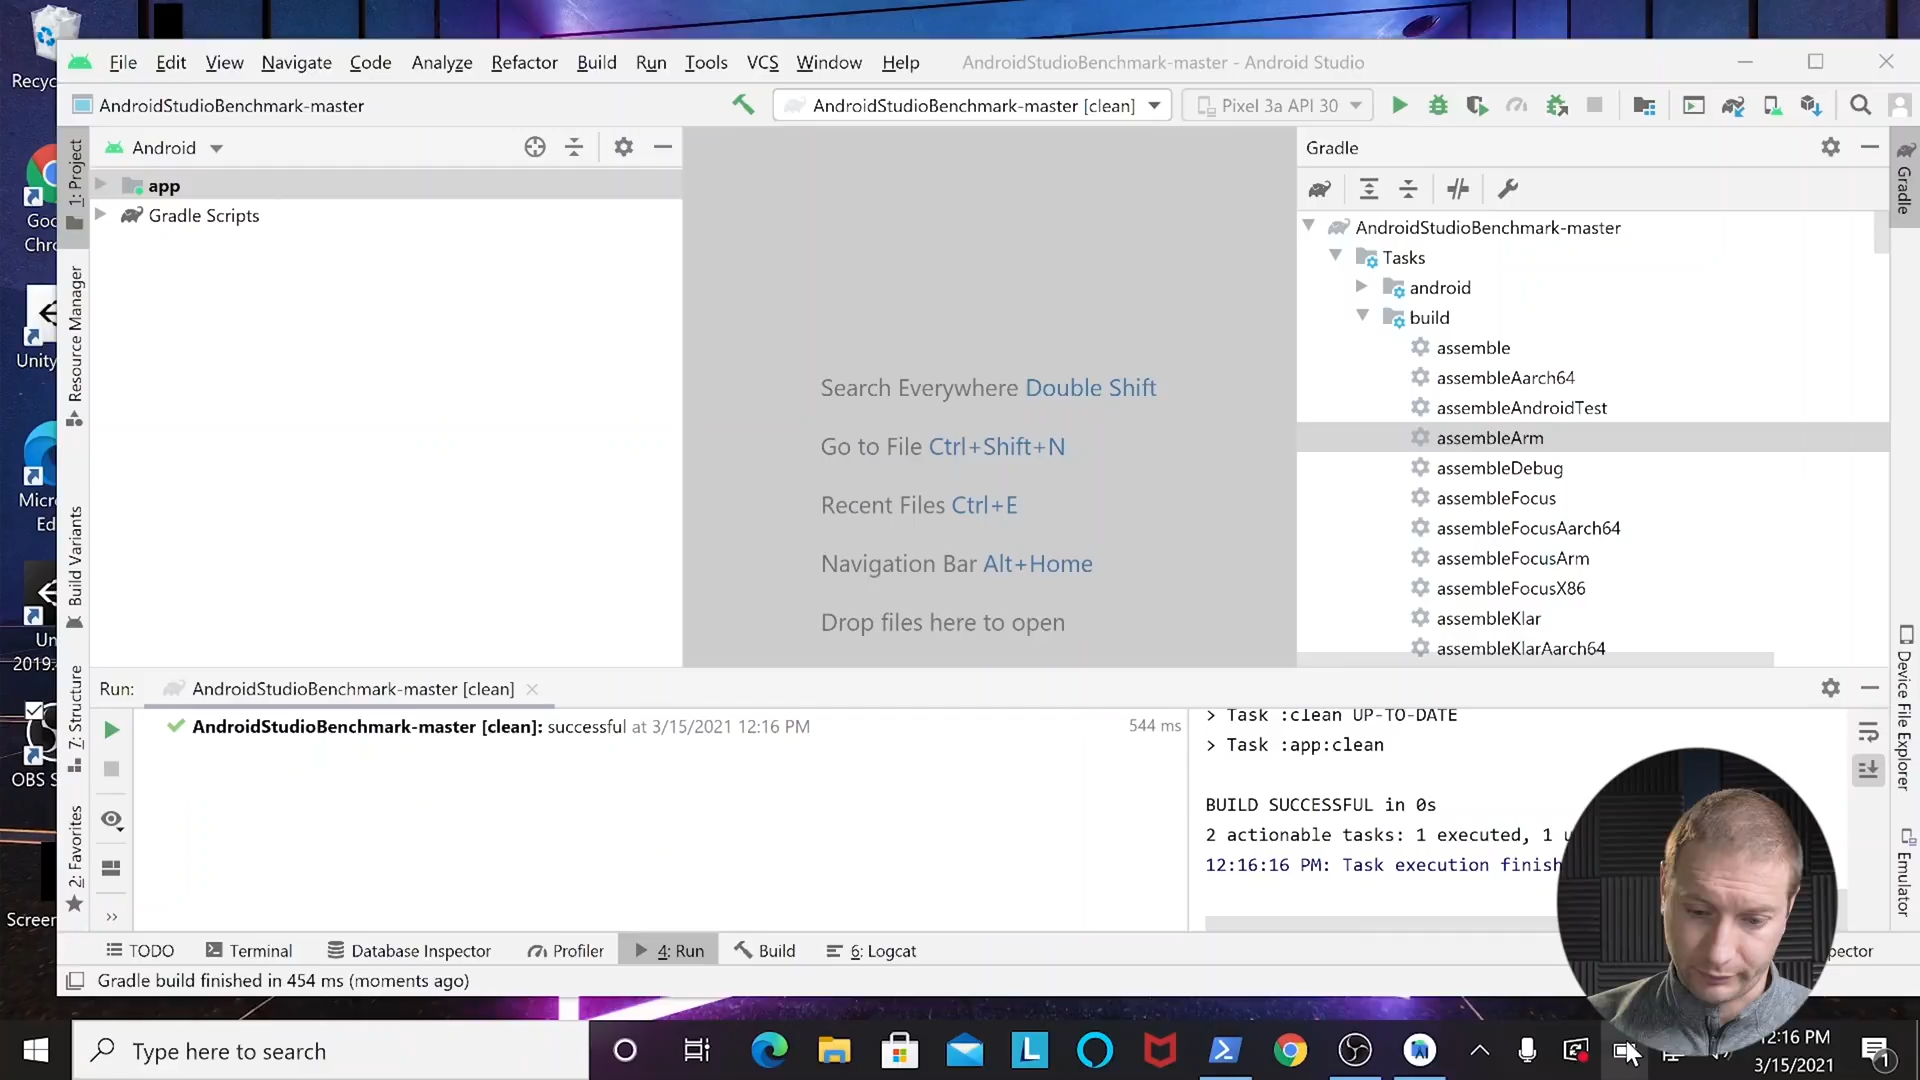 Recyc
File Edit View Navigate Code Analyze Refactor Build Run Tools VCS Window Help AndroidStudioBenchmark-master - Android Studio
AndroidStudioBenchmark-master
AndroidStudioBenchmark-master [clean]
Pixel 3a API 30
Android
Gradle
1: Project
Gradle
app
Gradle Scripts
Goo
Chro
Resource Manager
Unity
Micro
Ed
Build Variants
Un
2019.4
7: Structure
OBS S
2: Favorites
Screen
Search Everywhere Double Shift
Go to File Ctrl+Shift+N
Recent Files Ctrl+E
Navigation Bar Alt+Home
Drop files here to open
AndroidStudioBenchmark-master
Tasks
android
build
assemble
assembleAarch64
assembleAndroidTest
assembleArm
assembleDebug
assembleFocus
assembleFocusAarch64
assembleFocusArm
assembleFocusX86
assembleKlar
assembleKlarAarch64
Device File Explorer
Emulator
Run: AndroidStudioBenchmark-master [clean]
AndroidStudioBenchmark-master [clean]: successful at 3/15/2021 12:16 PM 544 ms
> Task :clean UP-TO-DATE
> Task :app:clean
BUILD SUCCESSFUL in 0s
2 actionable tasks: 1 executed, 1 u
12:16:16 PM: Task execution finish
TODO Terminal Database Inspector Profiler 4: Run Build 6: Logcat pector
Gradle build finished in 454 ms (moments ago)
Type here to search
L
12:16 PM
3/15/2021
1